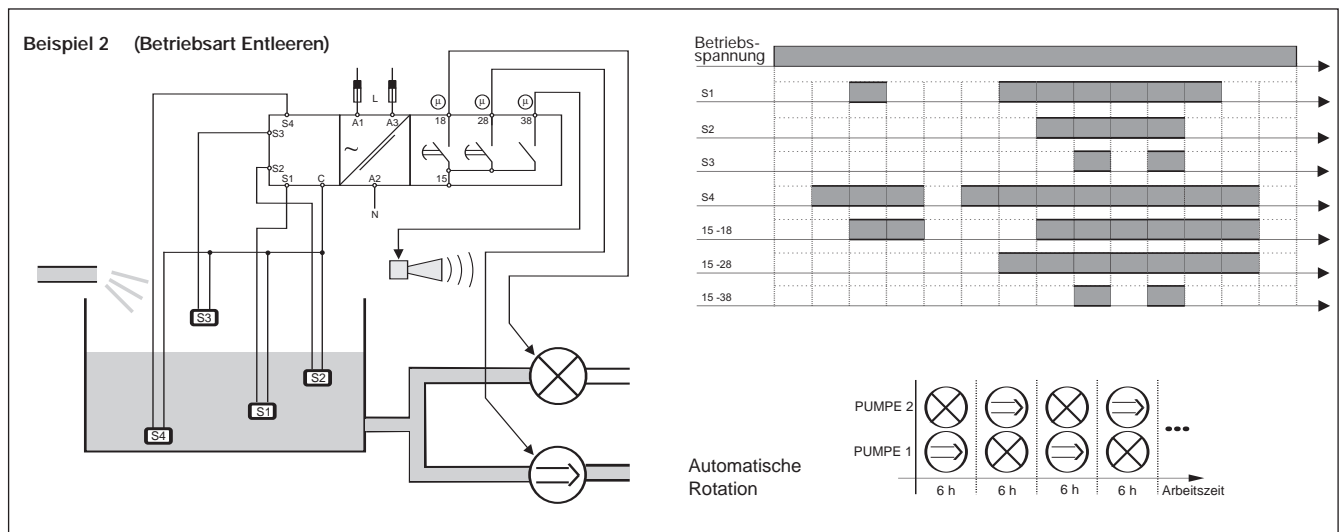 Beispiel 2 (Betriebsart Entleeren)
L
µ µ µ
S4 A1 A3 18 28 38
S3
~
S2
S1 C 15
A2
N
S3
S2
S1
S4
Betriebs-
spannung
S1
S2
S3
S4
15 -18
15 -28
15 -38
PUMPE 2
PUMPE 1
...
Automatische
Rotation
6 h 6 h 6 h 6 h Arbeitszeit